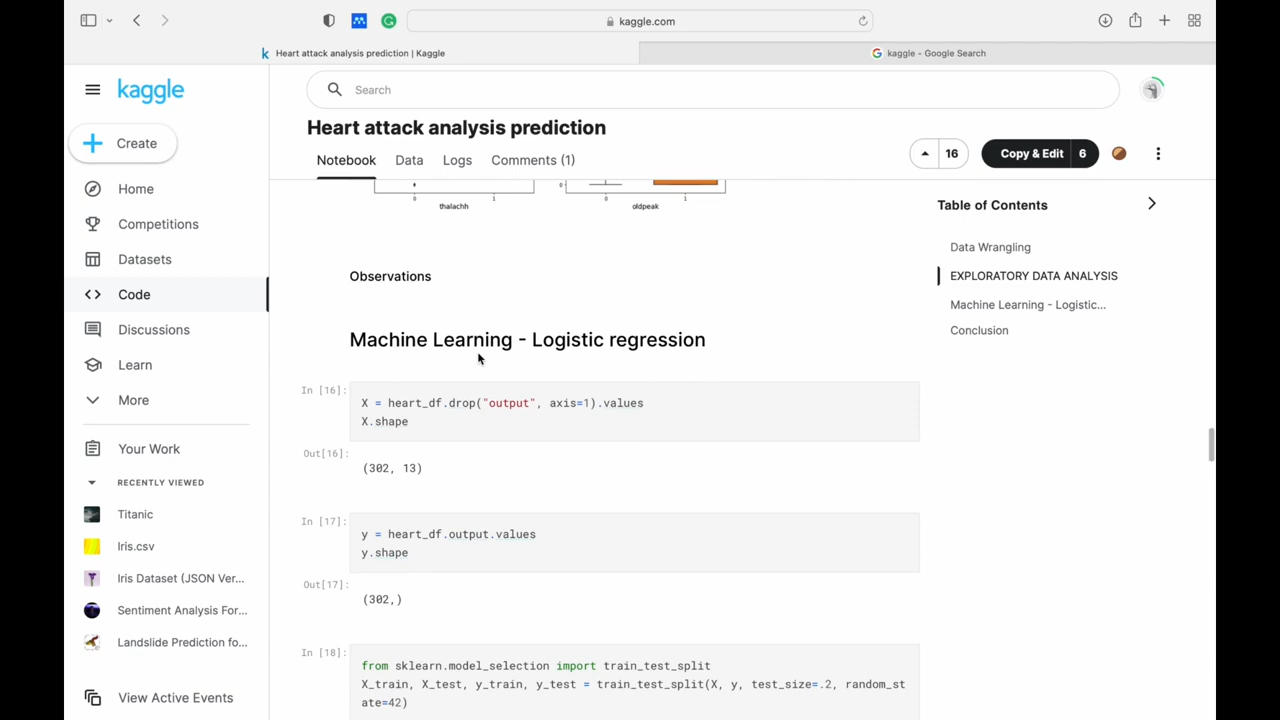 kaggle.com
Heart attack analysis prediction | Kaggle
kaggle - Google Search
kaggle
Search
Create
Home
Competitions
Datasets
Code
Discussions
Learn
More
Your Work
RECENTLY VIEWED
Titanic
Iris.csv
Iris Dataset (JSON Ver...
Sentiment Analysis For...
Landslide Prediction fo...
View Active Events
Heart attack analysis prediction
16
Copy & Edit 6
Notebook Data Logs Comments (1)
0 1
thalachh
0
0 1
oldpeak
Observations
Machine Learning - Logistic regression
In [16]:
X = heart_df.drop("output", axis=1).values
X.shape
Out[16]:
(302, 13)
In [17]:
y = heart_df.output.values
y.shape
Out[17]:
(302,)
In [18]:
from sklearn.model_selection import train_test_split
X_train, X_test, y_train, y_test = train_test_split(X, y, test_size=.2, random_st
ate=42)
Table of Contents
Data Wrangling
EXPLORATORY DATA ANALYSIS
Machine Learning - Logistic...
Conclusion